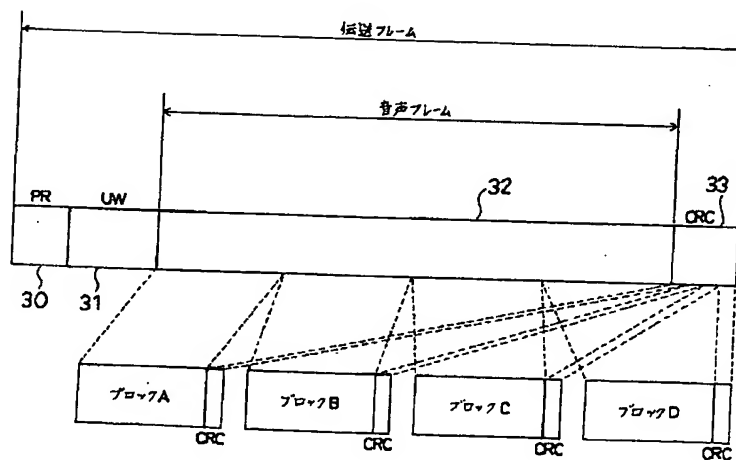 伝送フレーム
音声フレーム
PR
UW
32
CRC
33
30
31
ブロックA
ブロックB
ブロックC
ブロックD
CRC
CRC
CRC
CRC